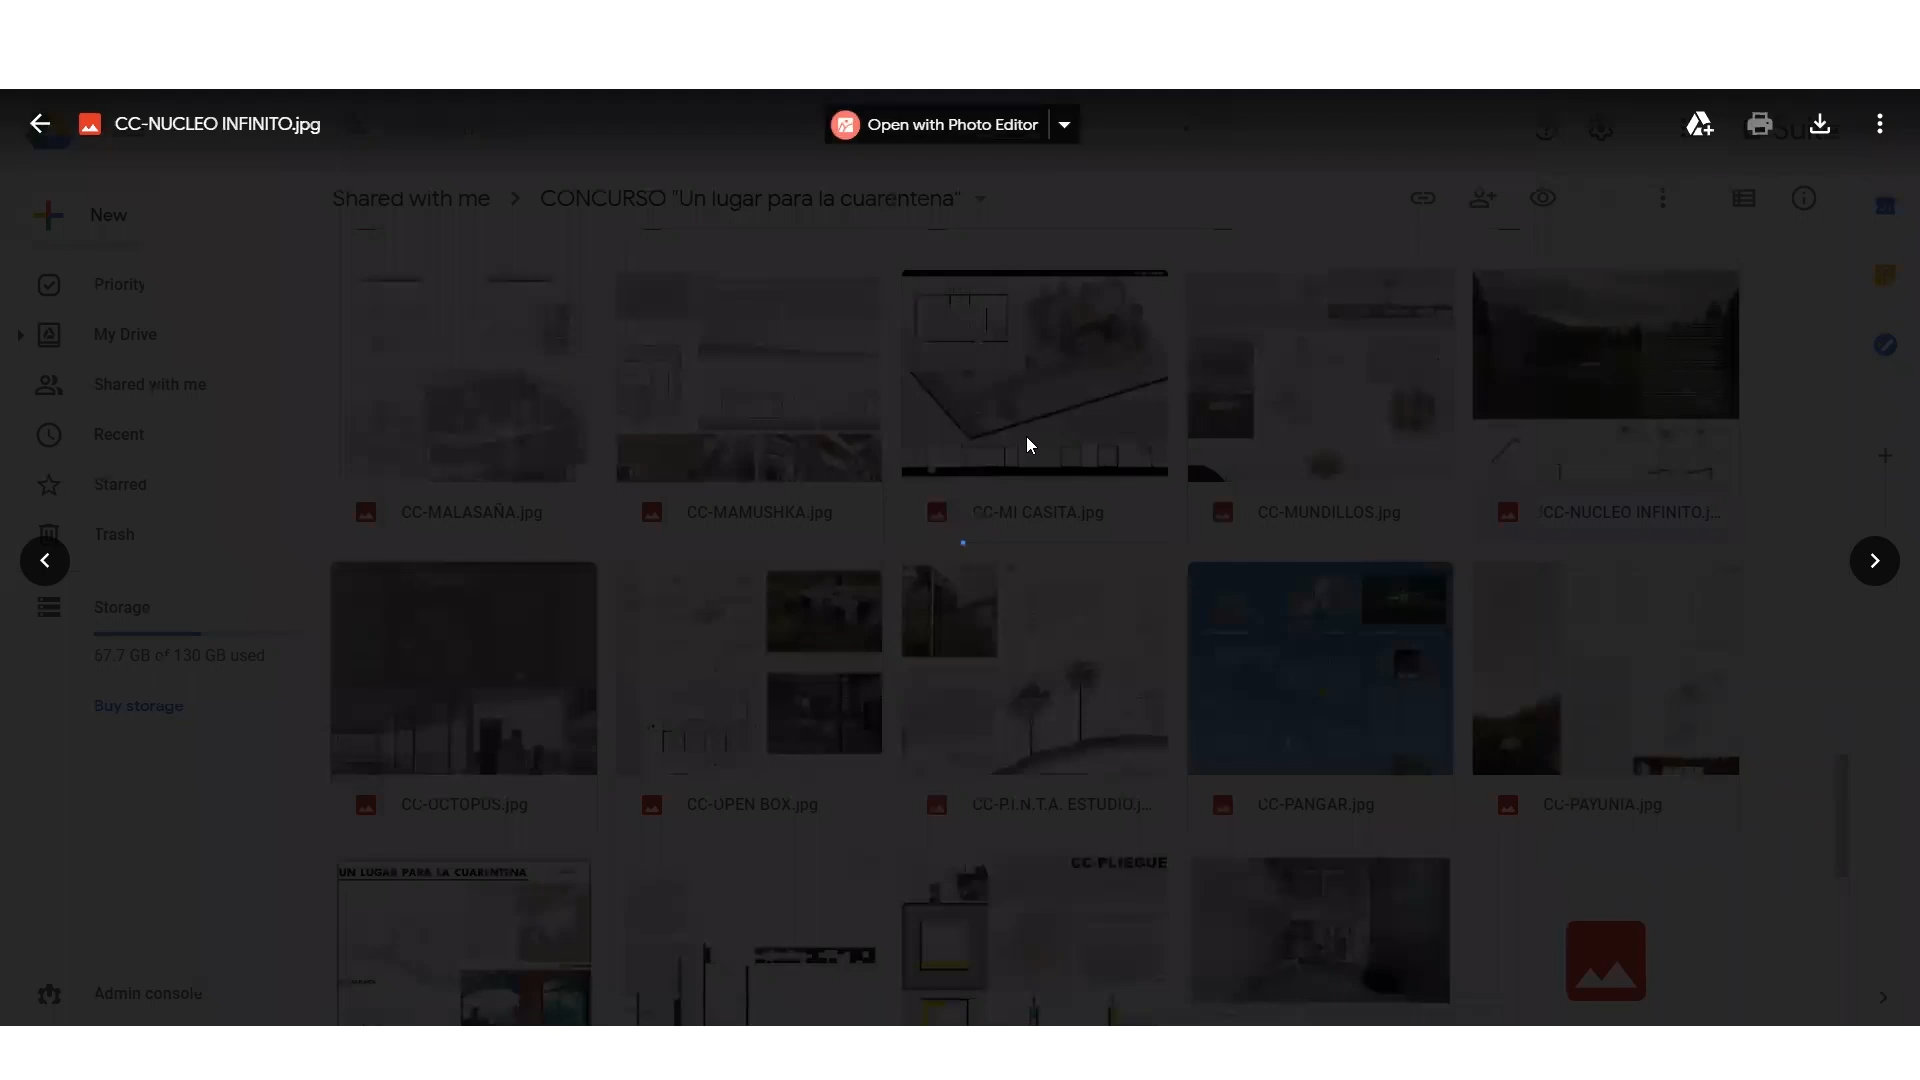 CC-NUCLEO INFINITO.jpg
Open with Photo Editor
New
Shared with me
CONCURSO "Un lugar para la cuarentena"
Priority
My Drive
Shared with me
Recent
Starred
Trash
Storage
67.7 GB of 130 GB used
Buy storage
Admin console
CC-MALASAÑA.jpg
CC-MAMUSHKA.jpg
CC-MI CASITA.jpg
CC-MUNDILLOS.jpg
CC-NUCLEO INFINITO.j...
CC-OCTOPUS.jpg
CC-OPEN BOX.jpg
CC-P.I.N.T.A. ESTUDIO.j...
CC-PANGAR.jpg
CC-PAYUNIA.jpg
UN LUGAR PARA LA CUARENTINA
CC-PLIEGUE